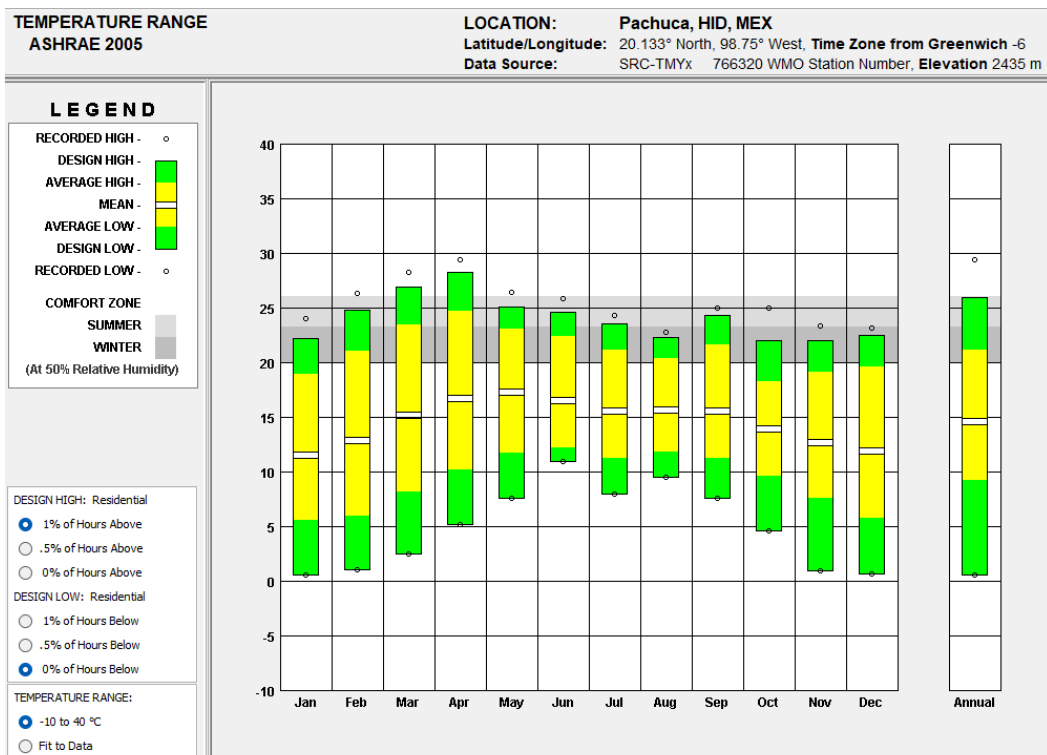 TEMPERATURE RANGE
ASHRAE 2005
LOCATION: Pachuca, HID, MEX
Latitude/Longitude: 20.133° North, 98.75° West, Time Zone from Greenwich -6
Data Source: SRC-TMYx 766320 WMO Station Number, Elevation 2435 m
LEGEND
RECORDED HIGH -
DESIGN HIGH -
AVERAGE HIGH -
MEAN -
AVERAGE LOW -
DESIGN LOW -
RECORDED LOW -
COMFORT ZONE
SUMMER
WINTER
(At 50% Relative Humidity)
DESIGN HIGH: Residential
1% of Hours Above
.5% of Hours Above
0% of Hours Above
DESIGN LOW: Residential
1% of Hours Below
.5% of Hours Below
0% of Hours Below
TEMPERATURE RANGE:
-10 to 40 °C
Fit to Data
40
35
30
25
20
15
10
5
0
-5
-10
Jan Feb Mar Apr May Jun Jul Aug Sep Oct Nov Dec Annual